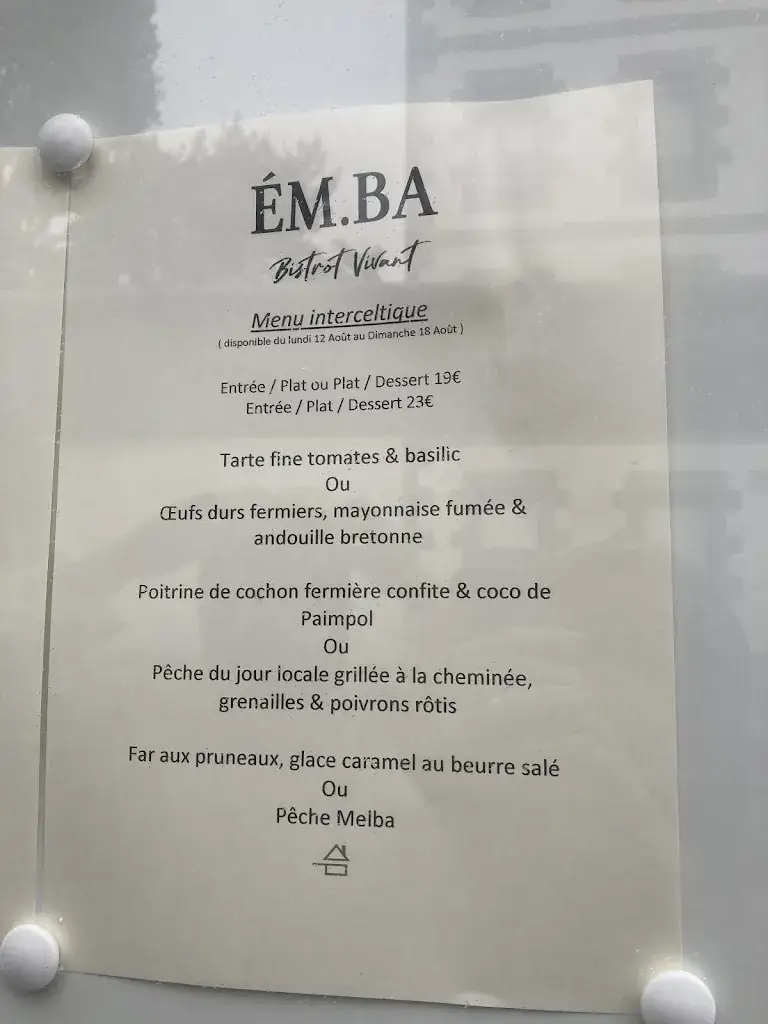 ÉM.BA
Bistrot Vivant
Menu interceltique
( disponible du lundi 12 Août au Dimanche 18 Août )
Entrée / Plat ou Plat / Dessert 19€
Entrée / Plat / Dessert 23€
Tarte fine tomates & basilic
Ou
Œufs durs fermiers, mayonnaise fumée &
andouille bretonne
Poitrine de cochon fermière confite & coco de
Paimpol
Ou
Pêche du jour locale grillée à la cheminée,
grenailles & poivrons rôtis
Far aux pruneaux, glace caramel au beurre salé
Ou
Pêche Melba